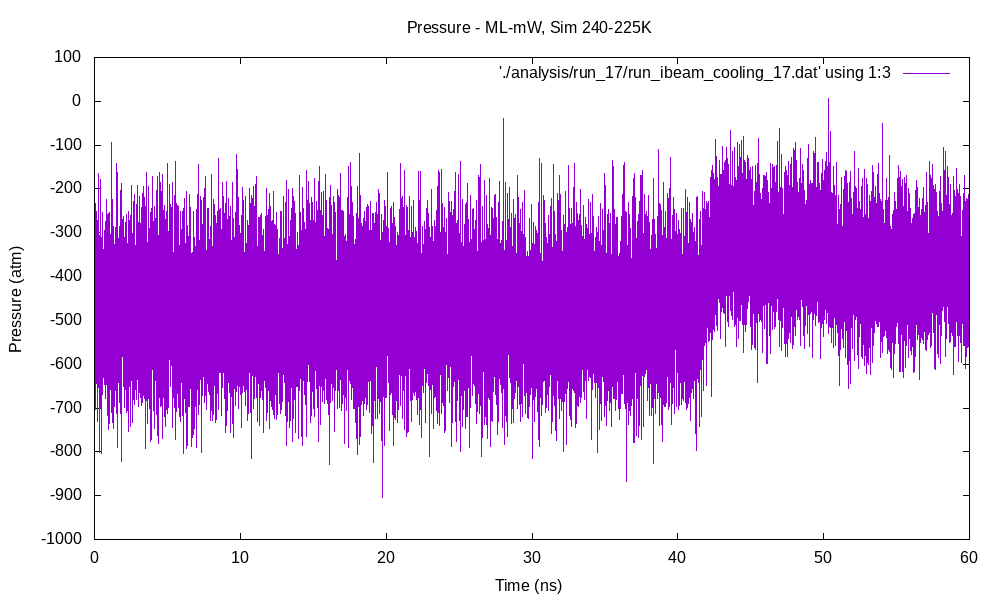 Pressure - ML-mW, Sim 240-225K
'./analysis/run_17/run_ibeam_cooling_17.dat' using 1:3
Pressure (atm)
100
0
-100
-200
-300
-400
-500
-600
-700
-800
-900
-1000
0 10 20 30 40 50 60
Time (ns)